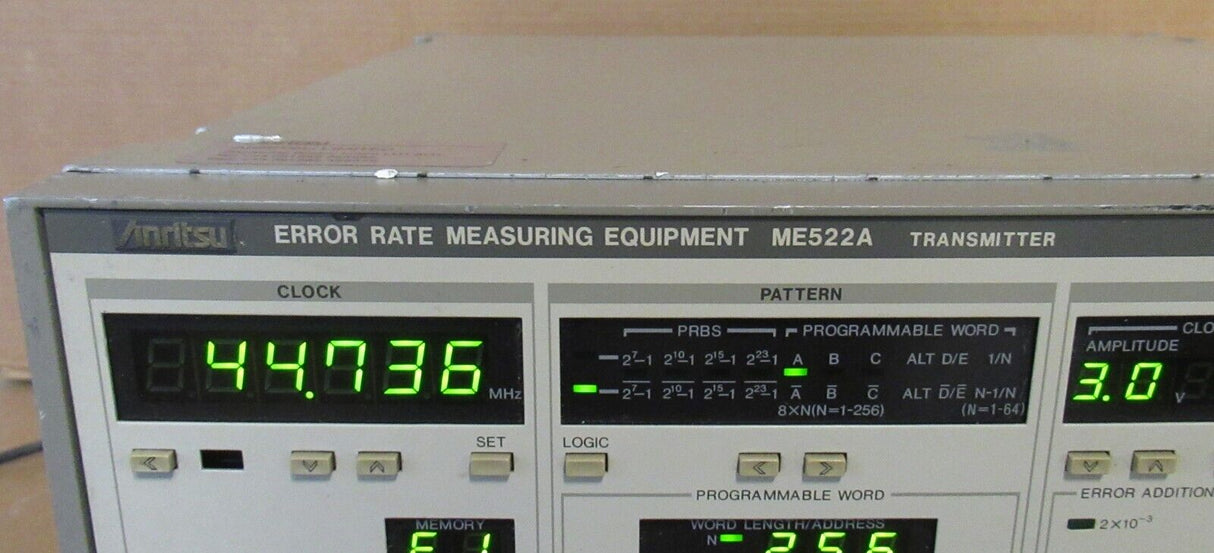 Anritsu ERROR RATE MEASURING EQUIPMENT ME522A TRANSMITTER
CLOCK
44.736 MHz
SET
PATTERN
PRBS PROGRAMMABLE WORD
2⁷-1 2¹⁰-1 2¹⁵-1 2²³-1 A B C ALT D/E 1/N
2⁷-1 2¹⁰-1 2¹⁵-1 2²³-1 A̅ B̅ C̅ ALT D̅/E̅ N-1/N
8×N(N=1-256) (N=1-64)
LOGIC
< >
CLO
AMPLITUDE
3.0 V
MEMORY
PROGRAMMABLE WORD
WORD LENGTH/ADDRESS
N 256
ERROR ADDITION
2×10⁻³